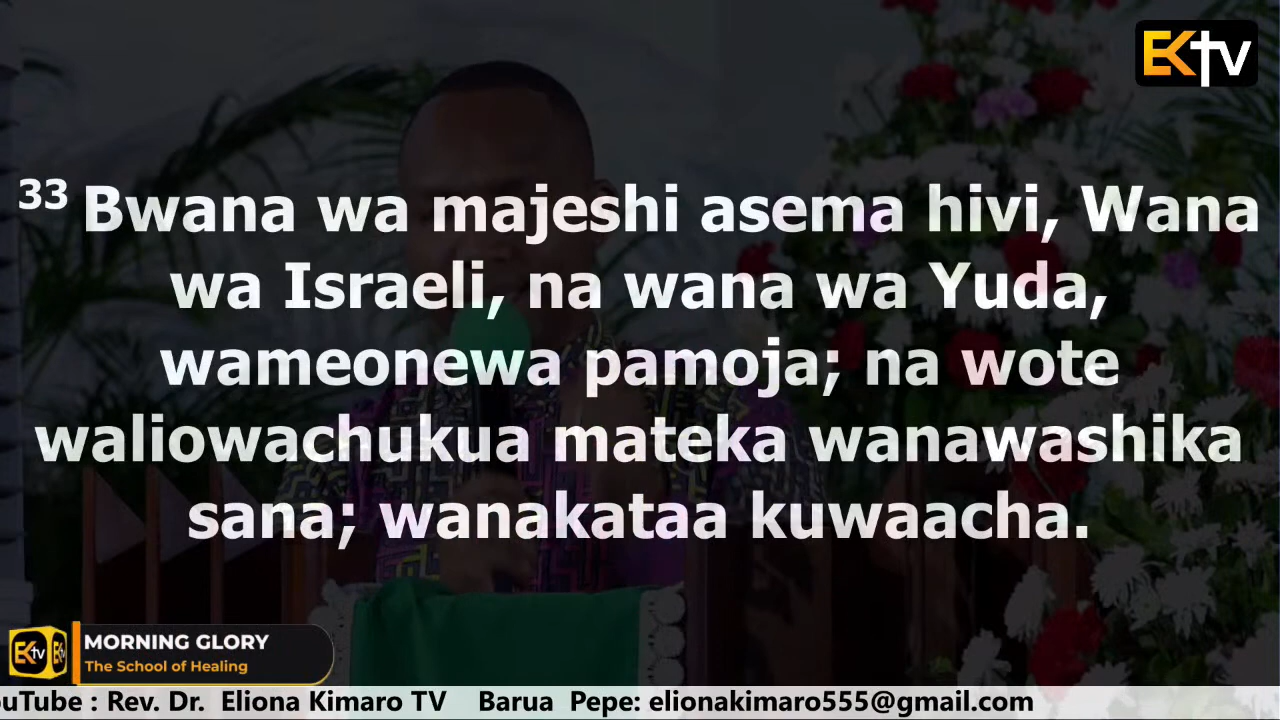 EKTV
33 Bwana wa majeshi asema hivi, Wana
wa Israeli, na wana wa Yuda,
wameonewa pamoja; na wote
waliowachukua mateka wanawashika
sana; wanakataa kuwaacha.
EKTV EKTV
MORNING GLORY
The School of Healing
ouTube : Rev. Dr. Eliona Kimaro TV Barua Pepe: elionakimaro555@gmail.com